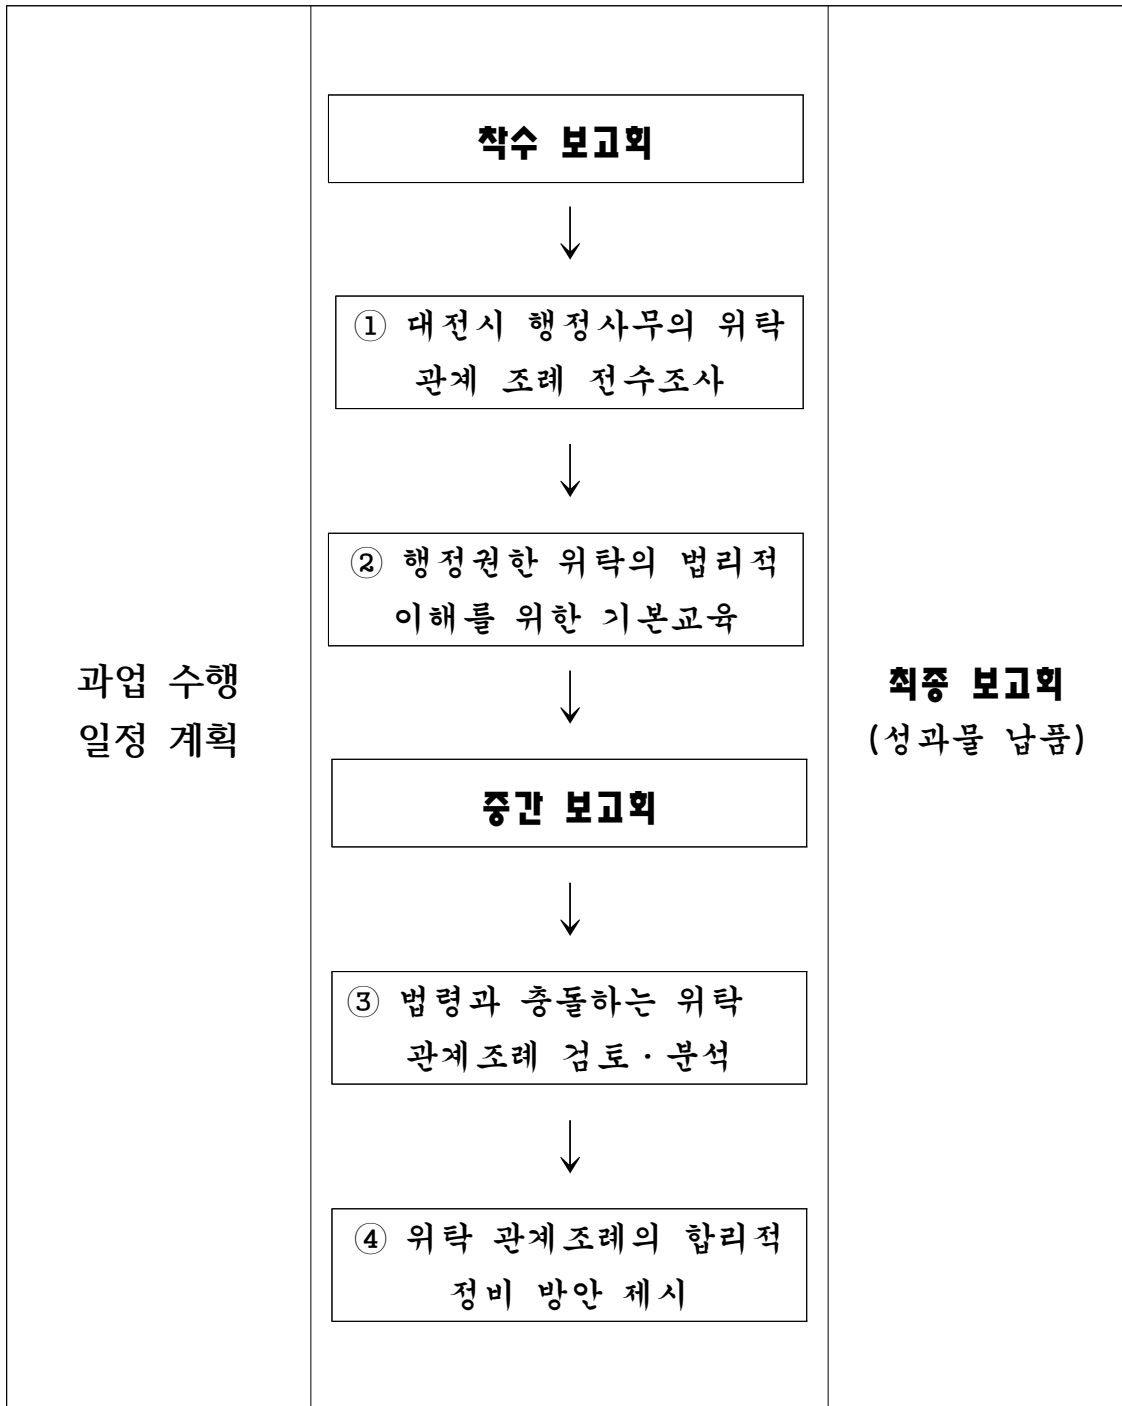 과업 수행
일정 계획
착수 보고회
↓
① 대전시 행정사무의 위탁
관계 조례 전수조사
↓
② 행정권한 위탁의 법리적
이해를 위한 기본교육
↓
중간 보고회
↓
③ 법령과 충돌하는 위탁
관계조례 검토·분석
↓
④ 위탁 관계조례의 합리적
정비 방안 제시
최종 보고회
(성과물 납품)